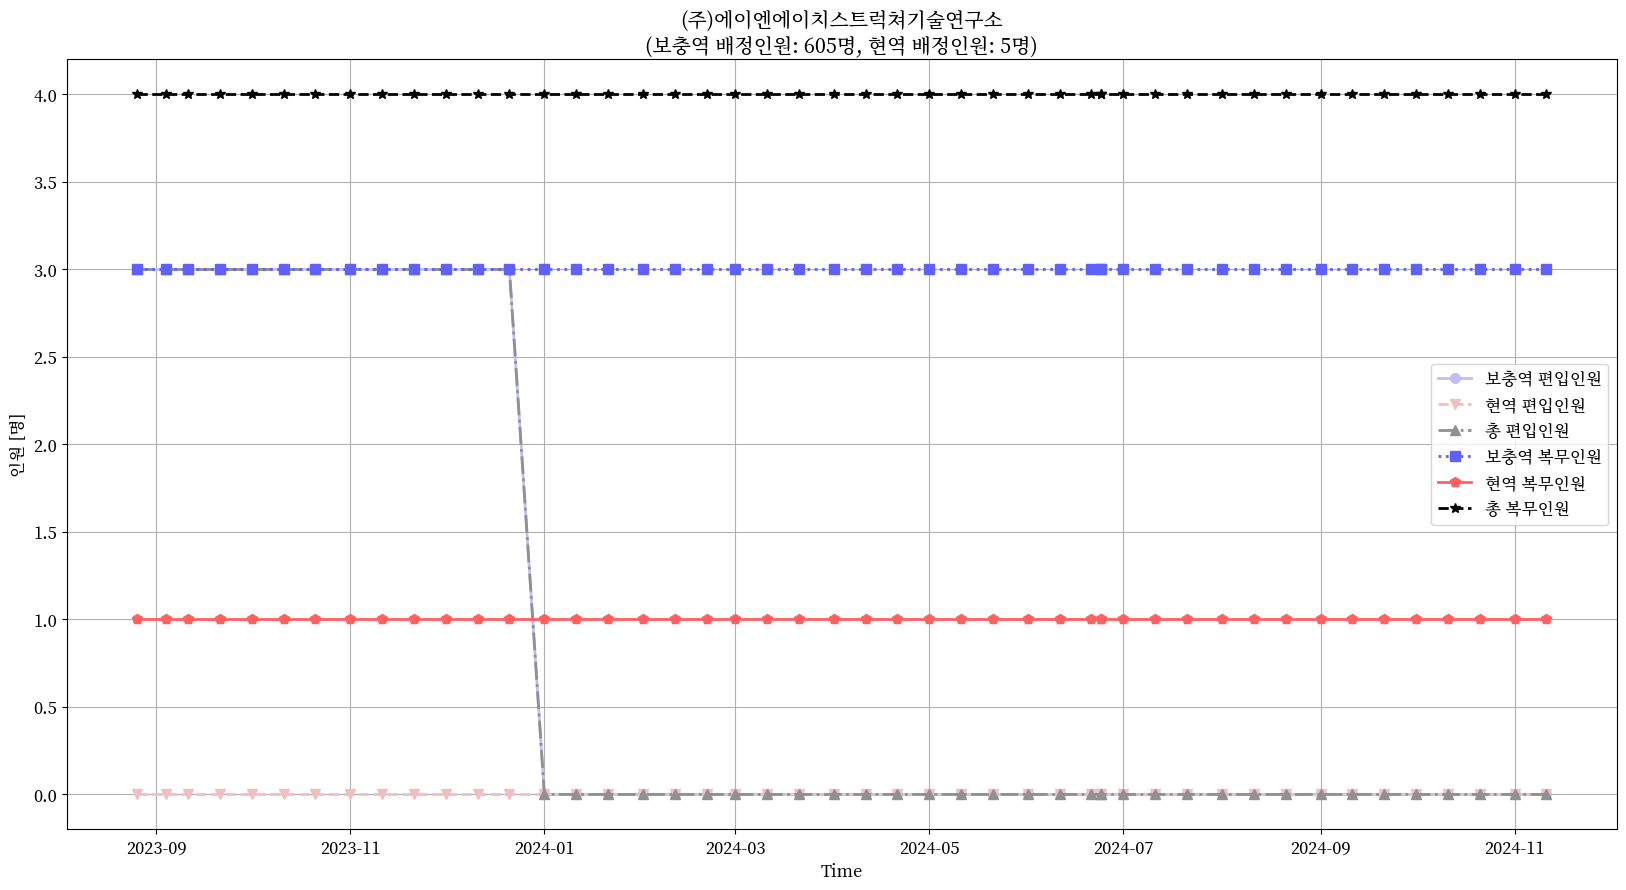 (주)에이엔에이치스트럭쳐기술연구소
(보충역 배정인원: 605명, 현역 배정인원: 5명)
인원 [명]
4.0
3.5
3.0
2.5
2.0
1.5
1.0
0.5
0.0
보충역 편입인원
현역 편입인원
총 편입인원
보충역 복무인원
현역 복무인원
총 복무인원
2023-09 2023-11 2024-01 2024-03 2024-05 2024-07 2024-09 2024-11
Time